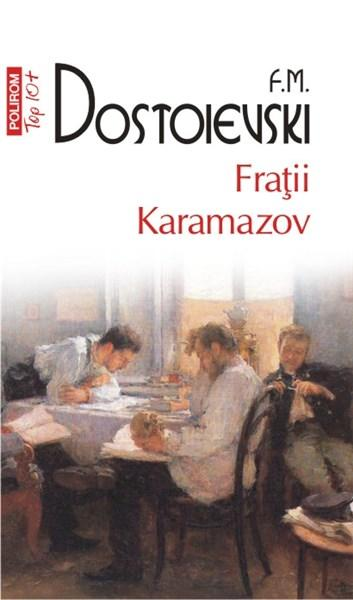 POLIROM
Top 10+
F.M.
DOSTOIEVSKI
Fraţii
Karamazov